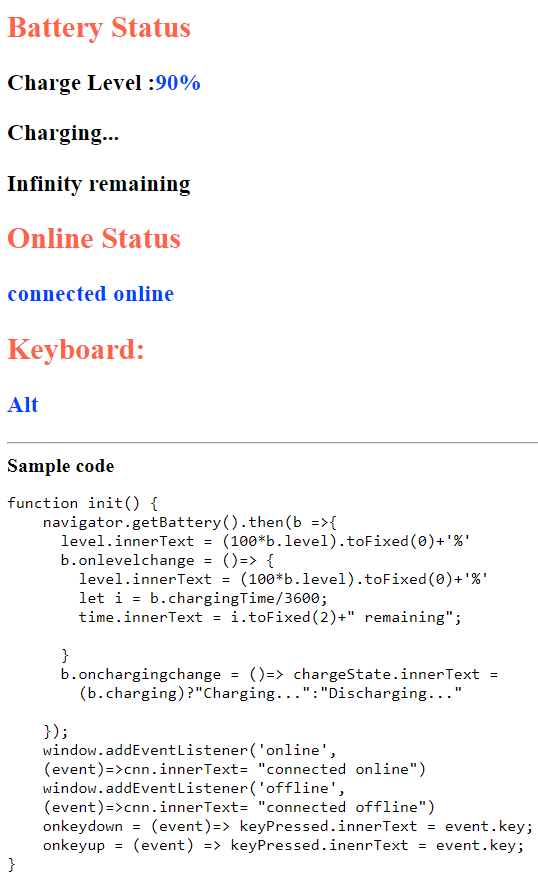 Battery Status
Charge Level :90%
Charging...
Infinity remaining
Online Status
connected online
Keyboard:
Alt
Sample code
function init() {
    navigator.getBattery().then(b =>{
      level.innerText = (100*b.level).toFixed(0)+'%'
      b.onlevelchange = ()=> {
        level.innerText = (100*b.level).toFixed(0)+'%'
        let i = b.chargingTime/3600;
        time.innerText = i.toFixed(2)+" remaining";
      }
      b.onchargingchange = ()=> chargeState.innerText =
        (b.charging)?"Charging...":"Discharging..."
    });
    window.addEventListener('online',
    (event)=>cnn.innerText= "connected online")
    window.addEventListener('offline',
    (event)=>cnn.innerText= "connected offline")
    onkeydown = (event)=> keyPressed.innerText = event.key;
    onkeyup = (event) => keyPressed.inenrText = event.key;
}